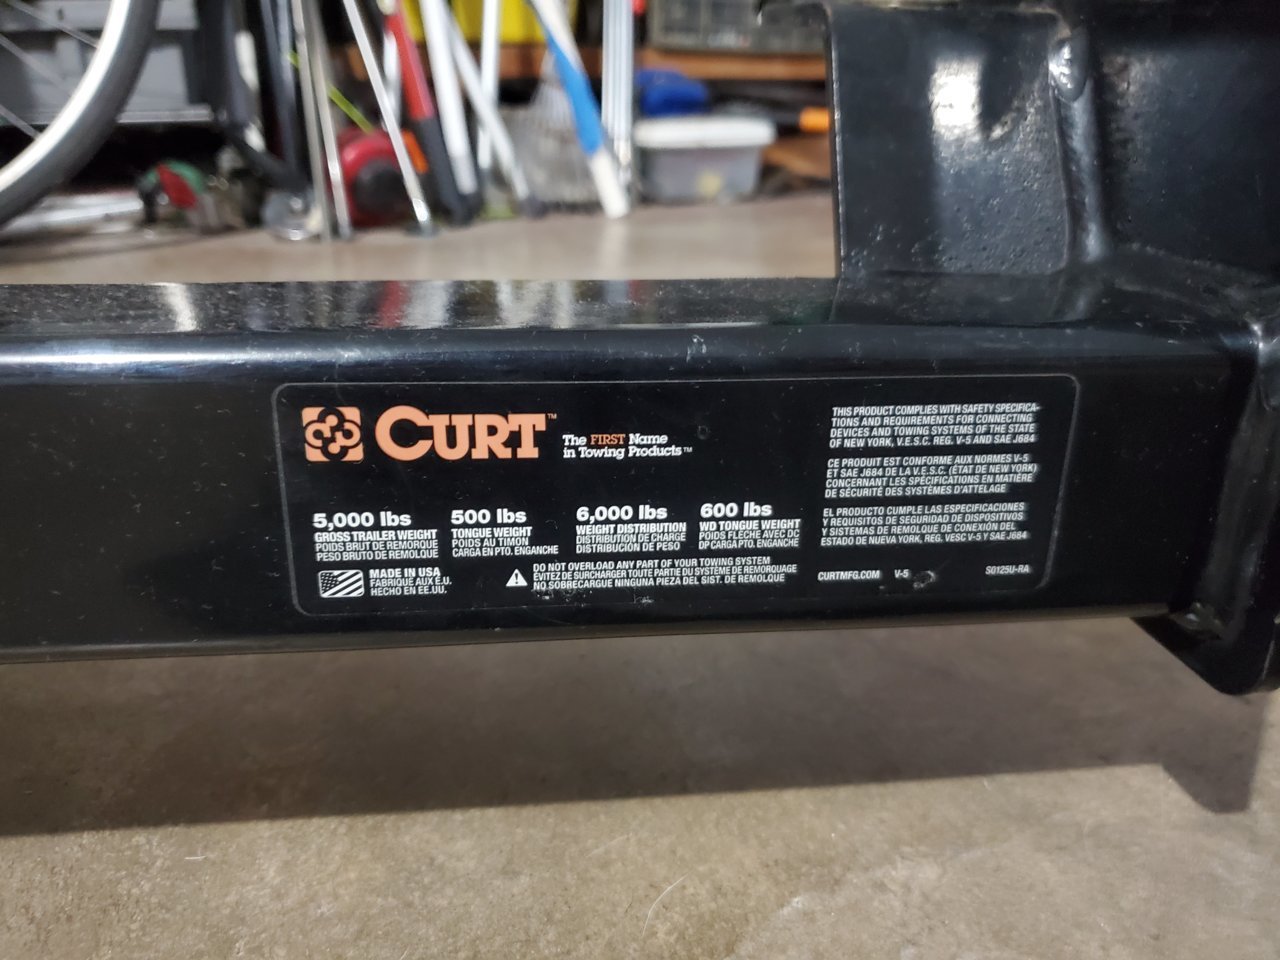 CURT™
The FIRST Name
in Towing Products™
5,000 lbs
GROSS TRAILER WEIGHT
POIDS BRUT DE REMORQUE
PESO BRUTO DE REMOLQUE
500 lbs
TONGUE WEIGHT
POIDS AU TIMON
CARGA EN PTO. ENGANCHE
6,000 lbs
WEIGHT DISTRIBUTION
DISTRIBUTION DE CHARGE
DISTRIBUCIÓN DE PESO
600 lbs
WD TONGUE WEIGHT
POIDS FLÈCHE AVEC DC
DP CARGA PTO. ENGANCHE
MADE IN USA
FABRIQUÉ AUX É.U.
HECHO EN EE.UU.
DO NOT OVERLOAD ANY PART OF YOUR TOWING SYSTEM
ÉVITEZ DE SURCHARGER TOUTE PARTIE DU SYSTÈME DE REMORQUAGE
NO SOBRECARGUE NINGUNA PIEZA DEL SIST. DE REMOLQUE
THIS PRODUCT COMPLIES WITH SAFETY SPECIFICA-
TIONS AND REQUIREMENTS FOR CONNECTING
DEVICES AND TOWING SYSTEMS OF THE STATE
OF NEW YORK, V.E.S.C. REG. V-5 AND SAE J684
CE PRODUIT EST CONFORME AUX NORMES V-5
ET SAE J684 DE LA V.E.S.C. (ÉTAT DE NEW YORK)
CONCERNANT LES SPÉCIFICATIONS EN MATIÈRE
DE SÉCURITÉ DES SYSTÈMES D'ATTELAGE
EL PRODUCTO CUMPLE LAS ESPECIFICACIONES
Y REQUISITOS DE SEGURIDAD DE DISPOSITIVOS
Y SISTEMAS DE REMOLQUE DE CONEXIÓN DEL
ESTADO DE NUEVA YORK, REG. VESC V-5 Y SAE J684
CURTMFG.COM V-5 S0125U-RA